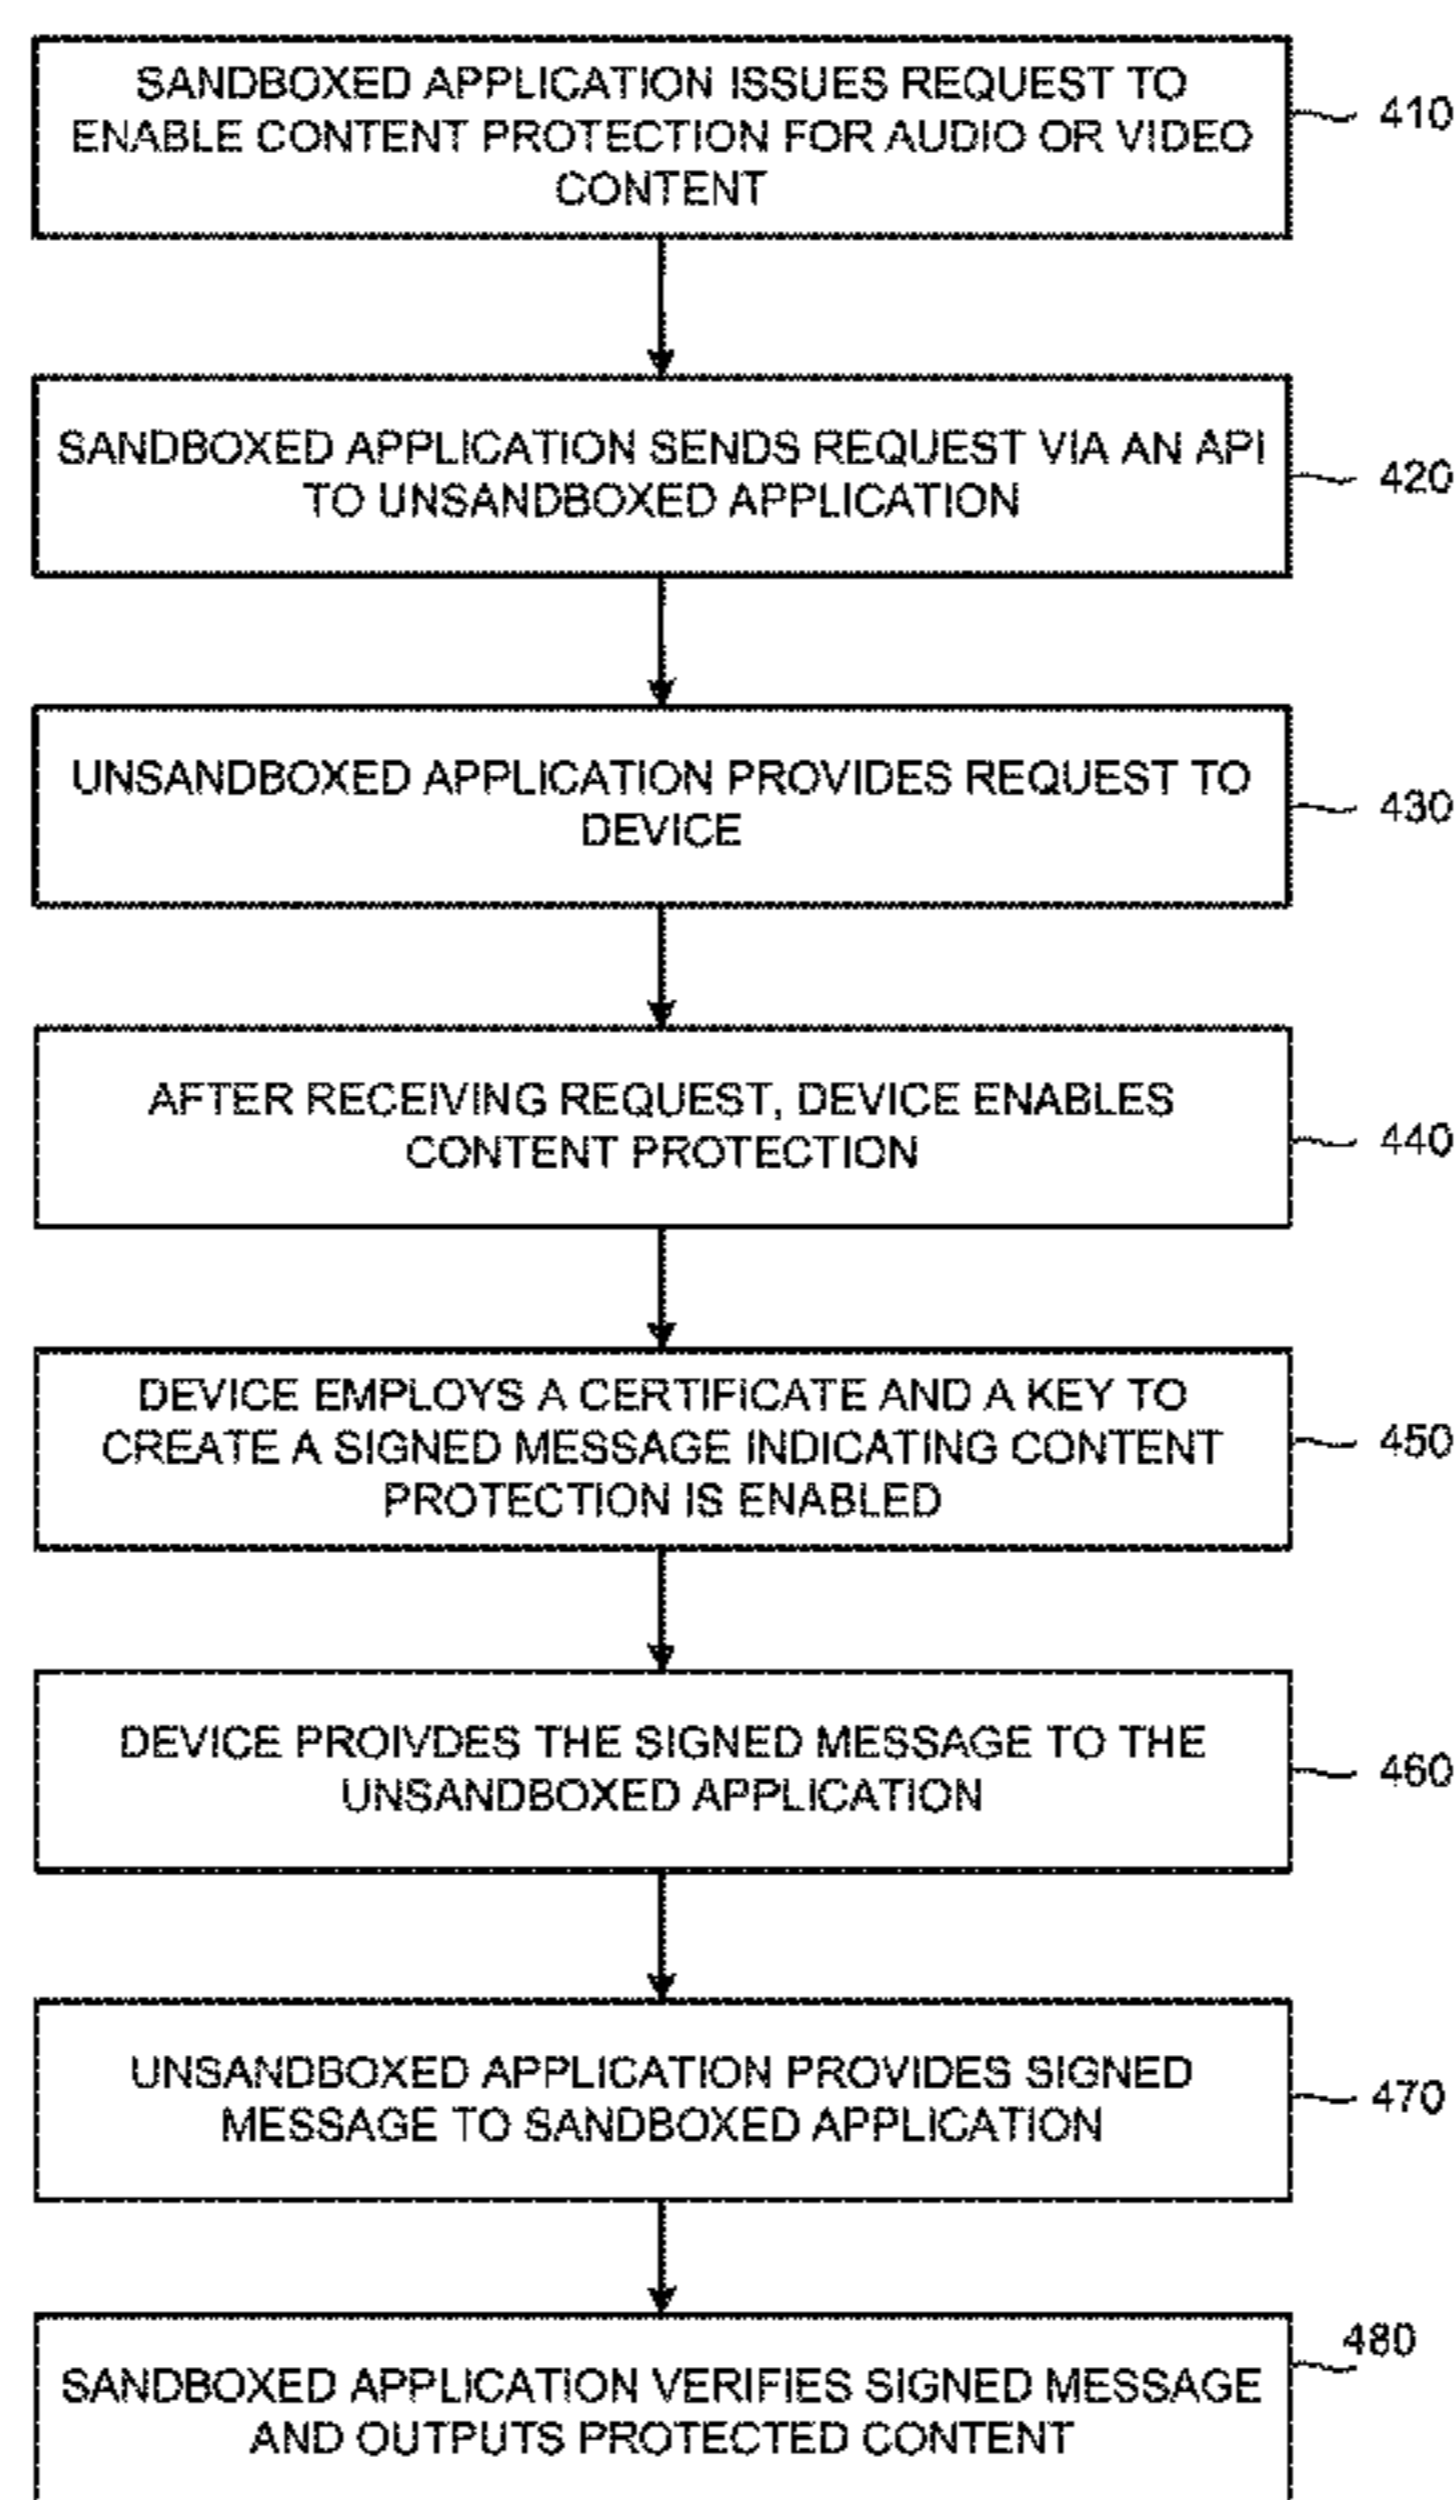 SANDBOXED APPLICATION ISSUES REQUEST TO
ENABLE CONTENT PROTECTION FOR AUDIO OR VIDEO
CONTENT
410
SANDBOXED APPLICATION SENDS REQUEST VIA AN API
TO UNSANDBOXED APPLICATION
420
UNSANDBOXED APPLICATION PROVIDES REQUEST TO
DEVICE
430
AFTER RECEIVING REQUEST, DEVICE ENABLES
CONTENT PROTECTION
440
DEVICE EMPLOYS A CERTIFICATE AND A KEY TO
CREATE A SIGNED MESSAGE INDICATING CONTENT
PROTECTION IS ENABLED
450
DEVICE PROIVDES THE SIGNED MESSAGE TO THE
UNSANDBOXED APPLICATION
460
UNSANDBOXED APPLICATION PROVIDES SIGNED
MESSAGE TO SANDBOXED APPLICATION
470
SANDBOXED APPLICATION VERIFIES SIGNED MESSAGE
AND OUTPUTS PROTECTED CONTENT
480